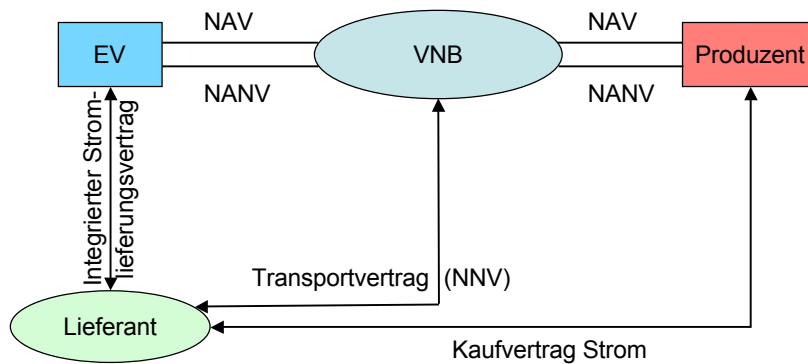 NAV
NAV
EV
VNB
Produzent
NANV
NANV
Integrierter Strom-
lieferungsvertrag
Transportvertrag (NNV)
Lieferant
Kaufvertrag Strom